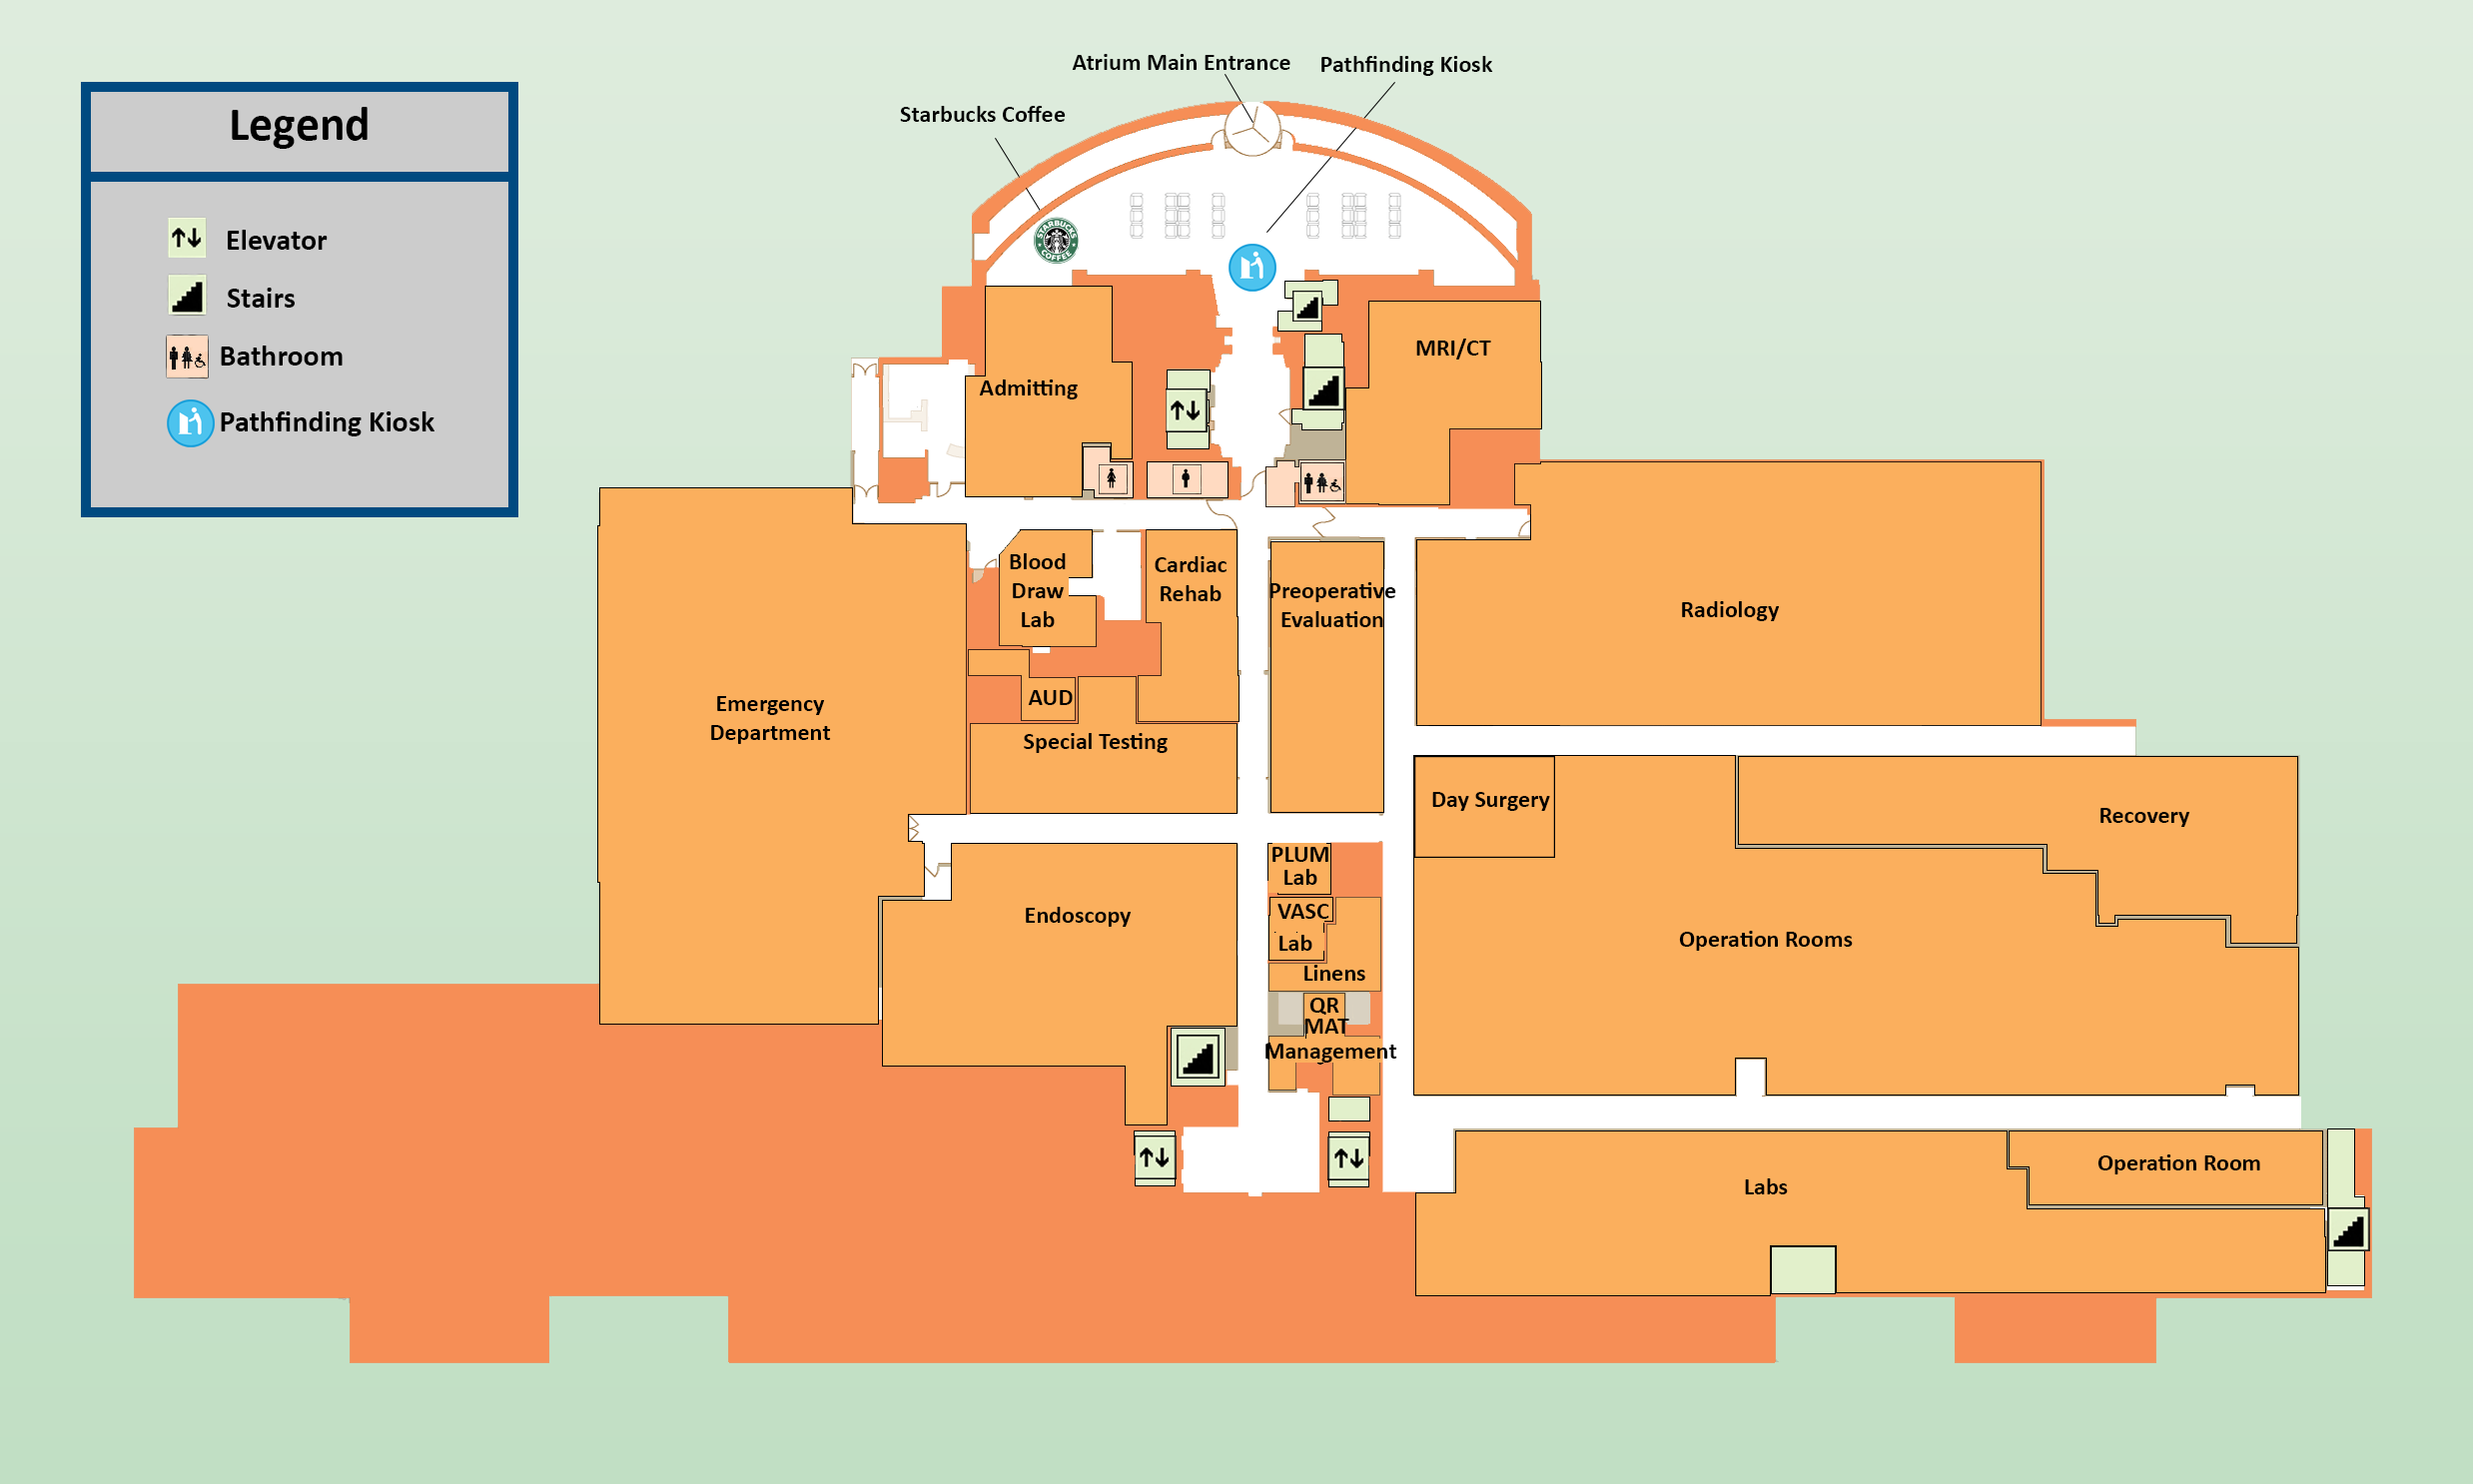 Atrium Main Entrance
Pathfinding Kiosk
Starbucks Coffee
Legend
Elevator
Stairs
Bathroom
Pathfinding Kiosk
STARBUCKS
COFFEE
MRI/CT
Admitting
Blood
Draw
Lab
Cardiac
Rehab
Preoperative
Evaluation
Radiology
AUD
Emergency
Department
Special Testing
Day Surgery
Recovery
PLUM
Lab
VASC
Lab
Endoscopy
Operation Rooms
Linens
QR
MAT
Management
Labs
Operation Room